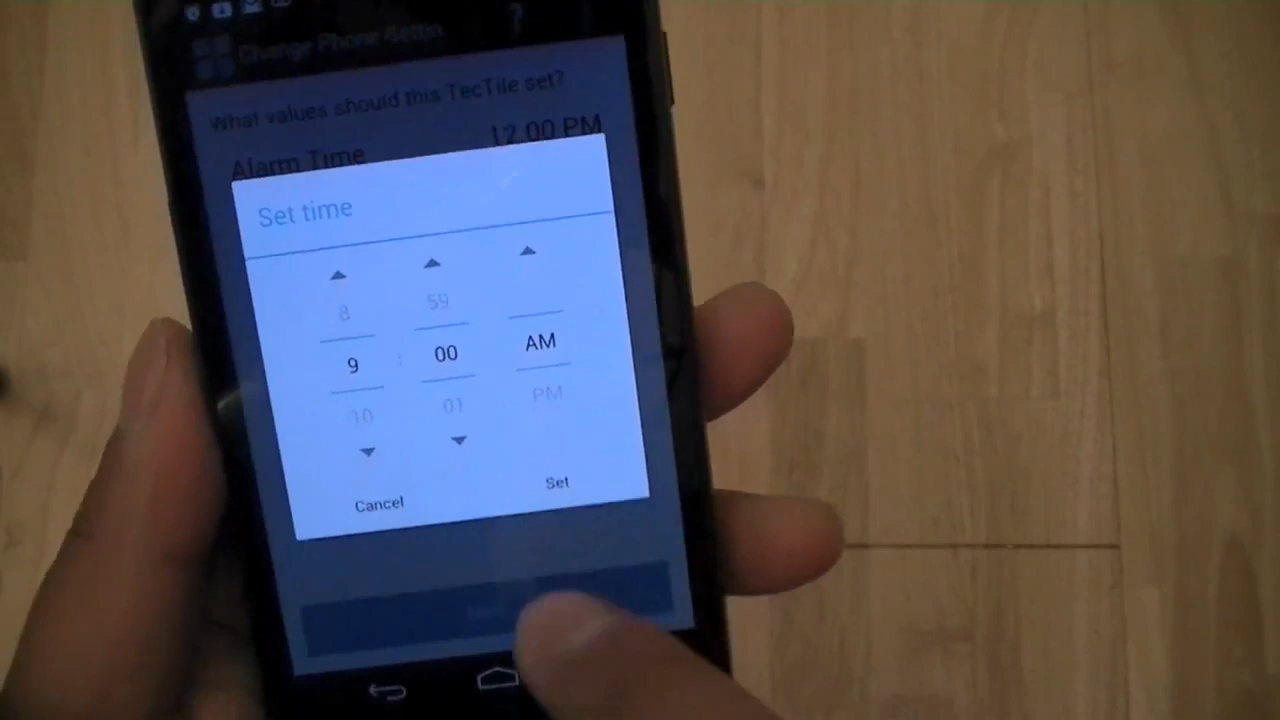 Change Phone Settin
What values should this TecTile set?
Alarm Time 12:00 PM
Set time
8 59
9 : 00 AM
10 01 PM
Cancel Set